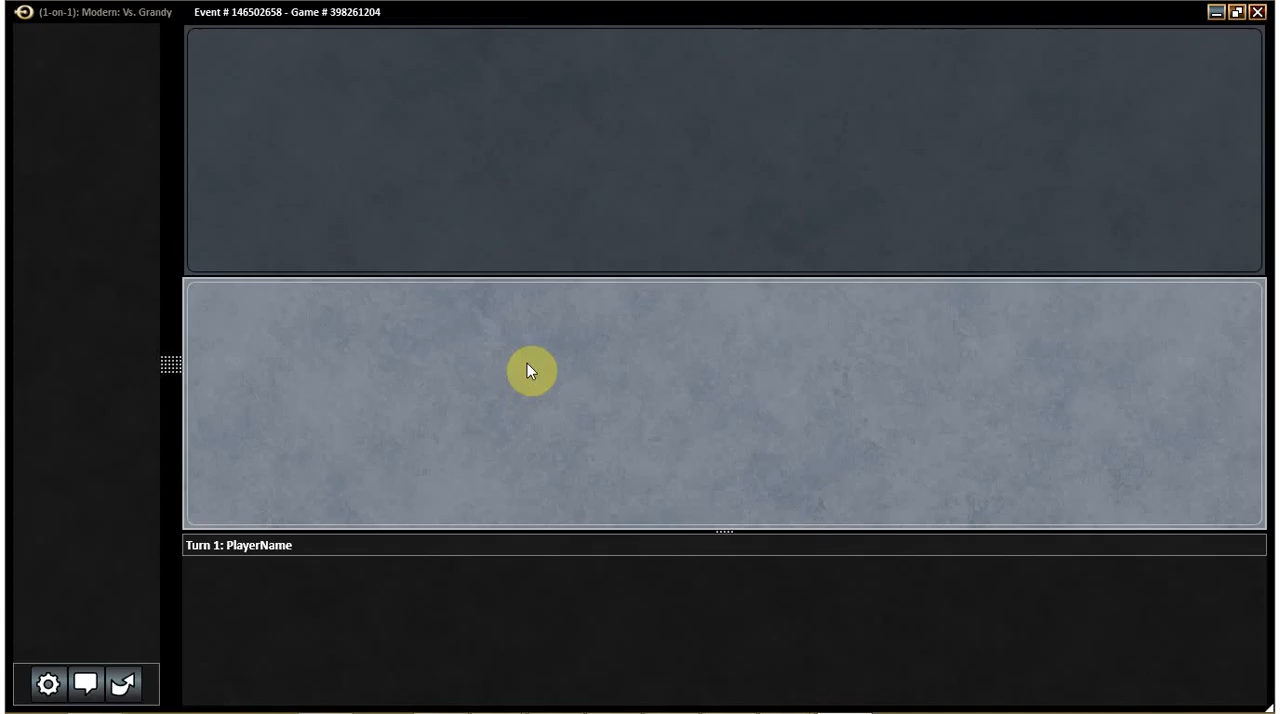 (1-on-1): Modern: Vs. Grandy
Event # 146502658 - Game # 398261204
Turn 1: PlayerName